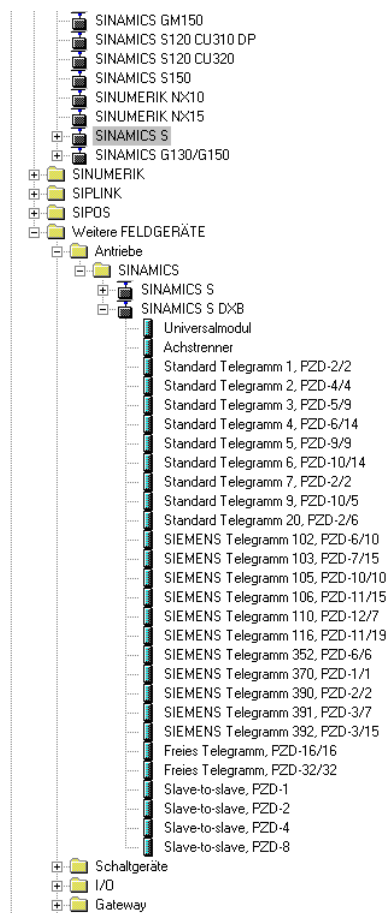 SINAMICS GM150
SINAMICS S120 CU310 DP
SINAMICS S120 CU320
SINAMICS S150
SINUMERIK NX10
SINUMERIK NX15
SINAMICS S
SINAMICS G130/G150
SINUMERIK
SIPLINK
SIPOS
Weitere FELDGERÄTE
Antriebe
SINAMICS
SINAMICS S
SINAMICS S DXB
Universalmodul
Achstrenner
Standard Telegramm 1, PZD-2/2
Standard Telegramm 2, PZD-4/4
Standard Telegramm 3, PZD-5/9
Standard Telegramm 4, PZD-6/14
Standard Telegramm 5, PZD-9/9
Standard Telegramm 6, PZD-10/14
Standard Telegramm 7, PZD-2/2
Standard Telegramm 9, PZD-10/5
Standard Telegramm 20, PZD-2/6
SIEMENS Telegramm 102, PZD-6/10
SIEMENS Telegramm 103, PZD-7/15
SIEMENS Telegramm 105, PZD-10/10
SIEMENS Telegramm 106, PZD-11/15
SIEMENS Telegramm 110, PZD-12/7
SIEMENS Telegramm 116, PZD-11/19
SIEMENS Telegramm 352, PZD-6/6
SIEMENS Telegramm 370, PZD-1/1
SIEMENS Telegramm 390, PZD-2/2
SIEMENS Telegramm 391, PZD-3/7
SIEMENS Telegramm 392, PZD-3/15
Freies Telegramm, PZD-16/16
Freies Telegramm, PZD-32/32
Slave-to-slave, PZD-1
Slave-to-slave, PZD-2
Slave-to-slave, PZD-4
Slave-to-slave, PZD-8
Schaltgeräte
I/O
Gateway